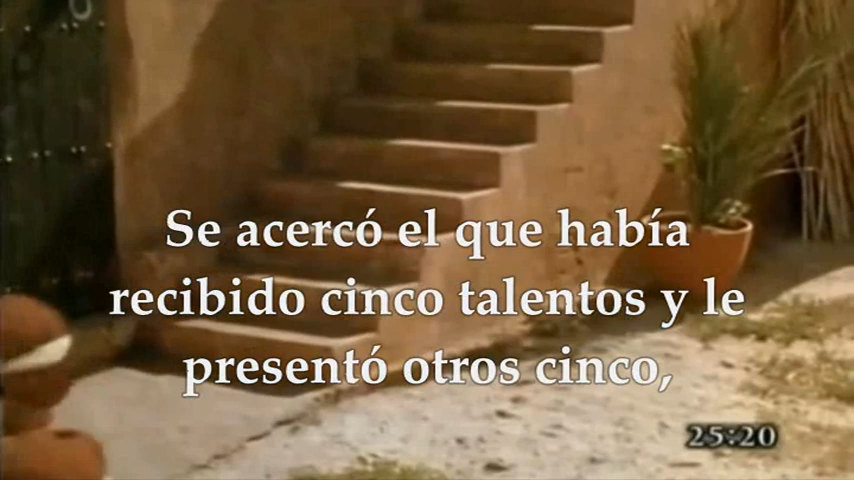 Se acercó el que había
recibido cinco talentos y le
presentó otros cinco,
25:20